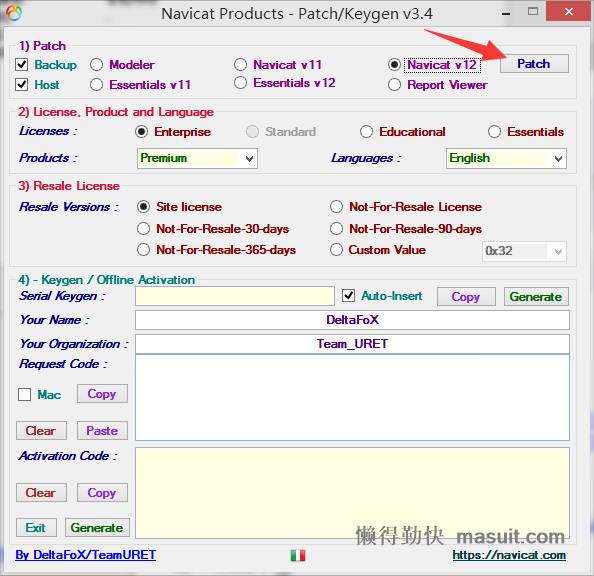 Navicat Products - Patch/Keygen v3.4
1) Patch
Backup Modeler Navicat v11 Navicat v12 Patch
Host Essentials v11 Essentials v12 Report Viewer
2) License, Product and Language
Licenses : Enterprise Standard Educational Essentials
Products : Premium Languages : English
3) Resale License
Resale Versions : Site license Not-For-Resale License
Not-For-Resale-30-days Not-For-Resale-90-days
Not-For-Resale-365-days Custom Value 0x32
4) - Keygen / Offline Activation
Serial Keygen : Auto-Insert Copy Generate
Your Name : DeltaFoX
Your Organization : Team_URET
Request Code :
Mac Copy
Clear Paste
Activation Code :
Clear Copy
Exit Generate
懒得勤快 masuit.com
By DeltaFoX/TeamURET https://navicat.com